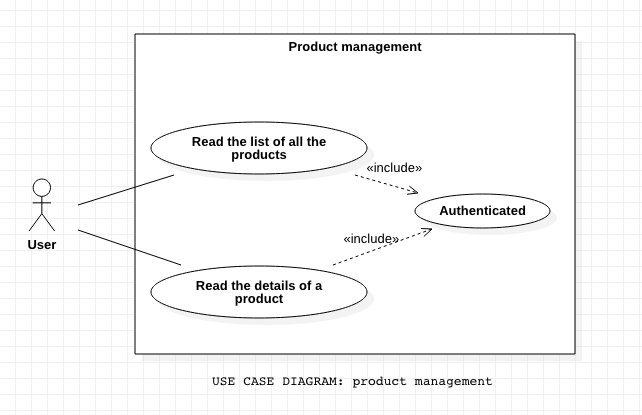 Product management
Read the list of all the
products
«include»
Authenticated
User
«include»
Read the details of a
product
USE CASE DIAGRAM: product management